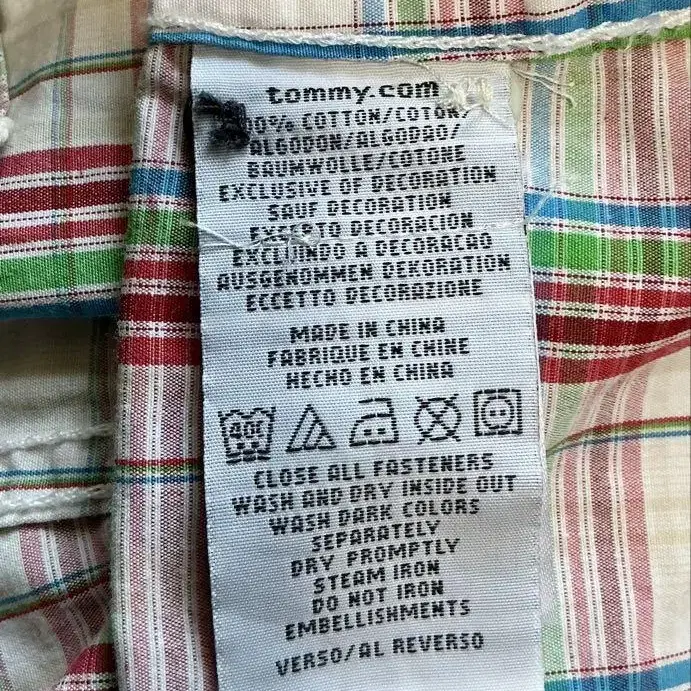 tommy.com
00% COTTON/COTON/
ALGODON/ALGODAO/
BAUMWOLLE/COTONE
EXCLUSIVE OF DECORATION
SAUF DECORATION
EXCEPTO DECORACION
EXCLUINDO A DECORACAO
AUSGENOMMEN DEKORATION
ECCETTO DECORAZIONE
MADE IN CHINA
FABRIQUE EN CHINE
HECHO EN CHINA
40C
CLOSE ALL FASTENERS
WASH AND DRY INSIDE OUT
WASH DARK COLORS
SEPARATELY
DRY PROMPTLY
STEAM IRON
DO NOT IRON
EMBELLISHMENTS
VERSO/AL REVERSO